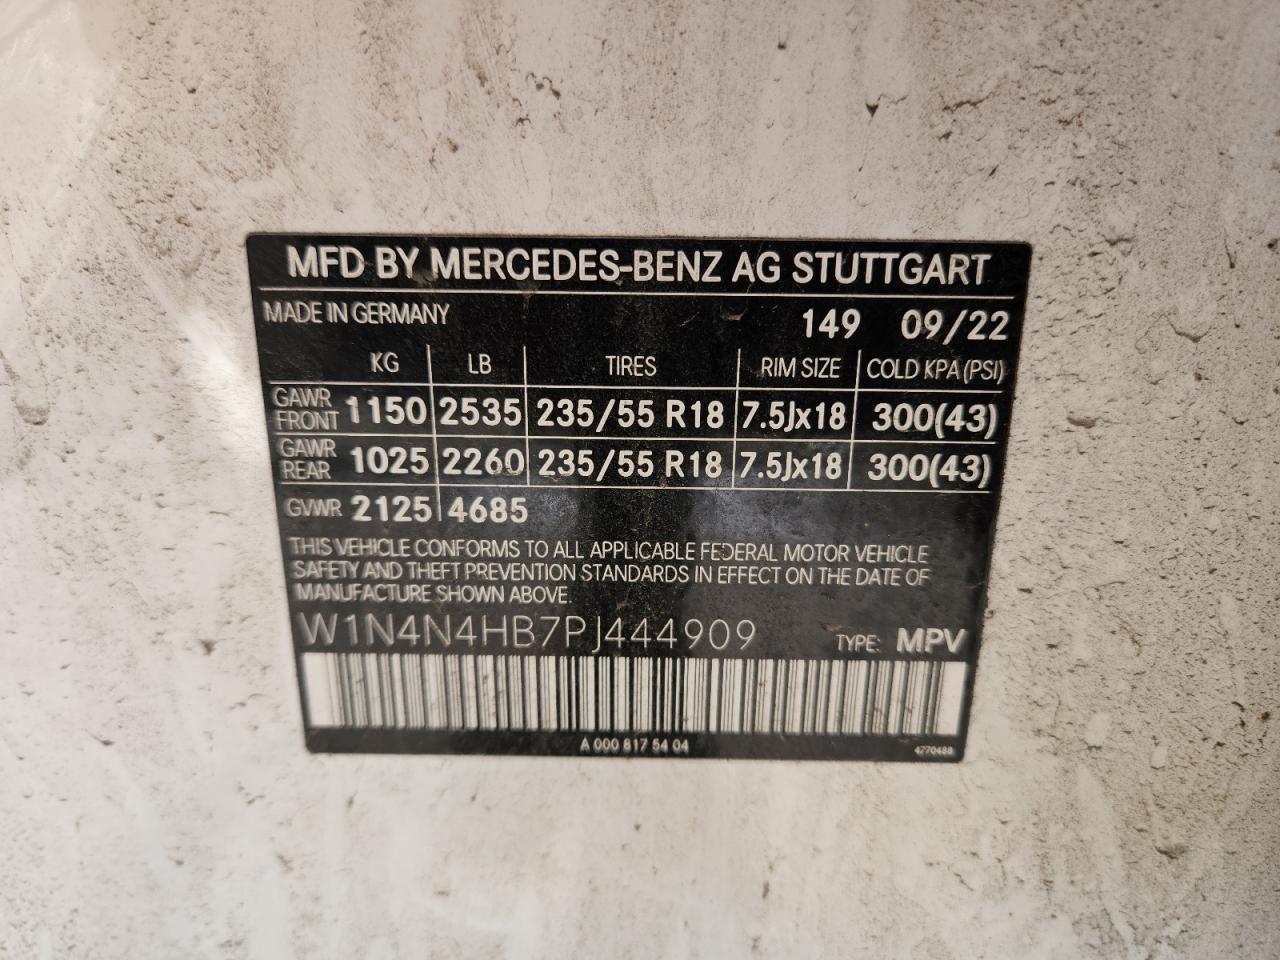 MFD BY MERCEDES-BENZ AG STUTTGART
MADE IN GERMANY 149 09/22
KG LB TIRES RIM SIZE COLD KPA (PSI)
GAWR FRONT 1150 2535 235/55 R18 7.5Jx18 300(43)
GAWR REAR 1025 2260 235/55 R18 7.5Jx18 300(43)
GVWR 2125 4685
THIS VEHICLE CONFORMS TO ALL APPLICABLE FEDERAL MOTOR VEHICLE
SAFETY AND THEFT PREVENTION STANDARDS IN EFFECT ON THE DATE OF
MANUFACTURE SHOWN ABOVE.
W1N4N4HB7PJ444909 TYPE: MPV
A 000 817 54 04 4770488